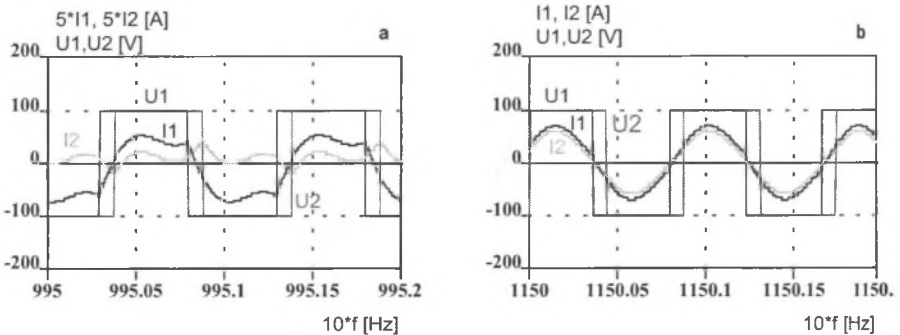 5*I1, 5*I2 [A]
U1,U2 [V]
a
200
100
0
-100
-200
U1
I1
I2
U2
995
995.05
995.1
995.15
995.2
10*f [Hz]
I1, I2 [A]
U1,U2 [V]
b
200
100
0
-100
-200
U1
I1
U2
I2
1150
1150.05
1150.1
1150.15
1150.
10*f [Hz]